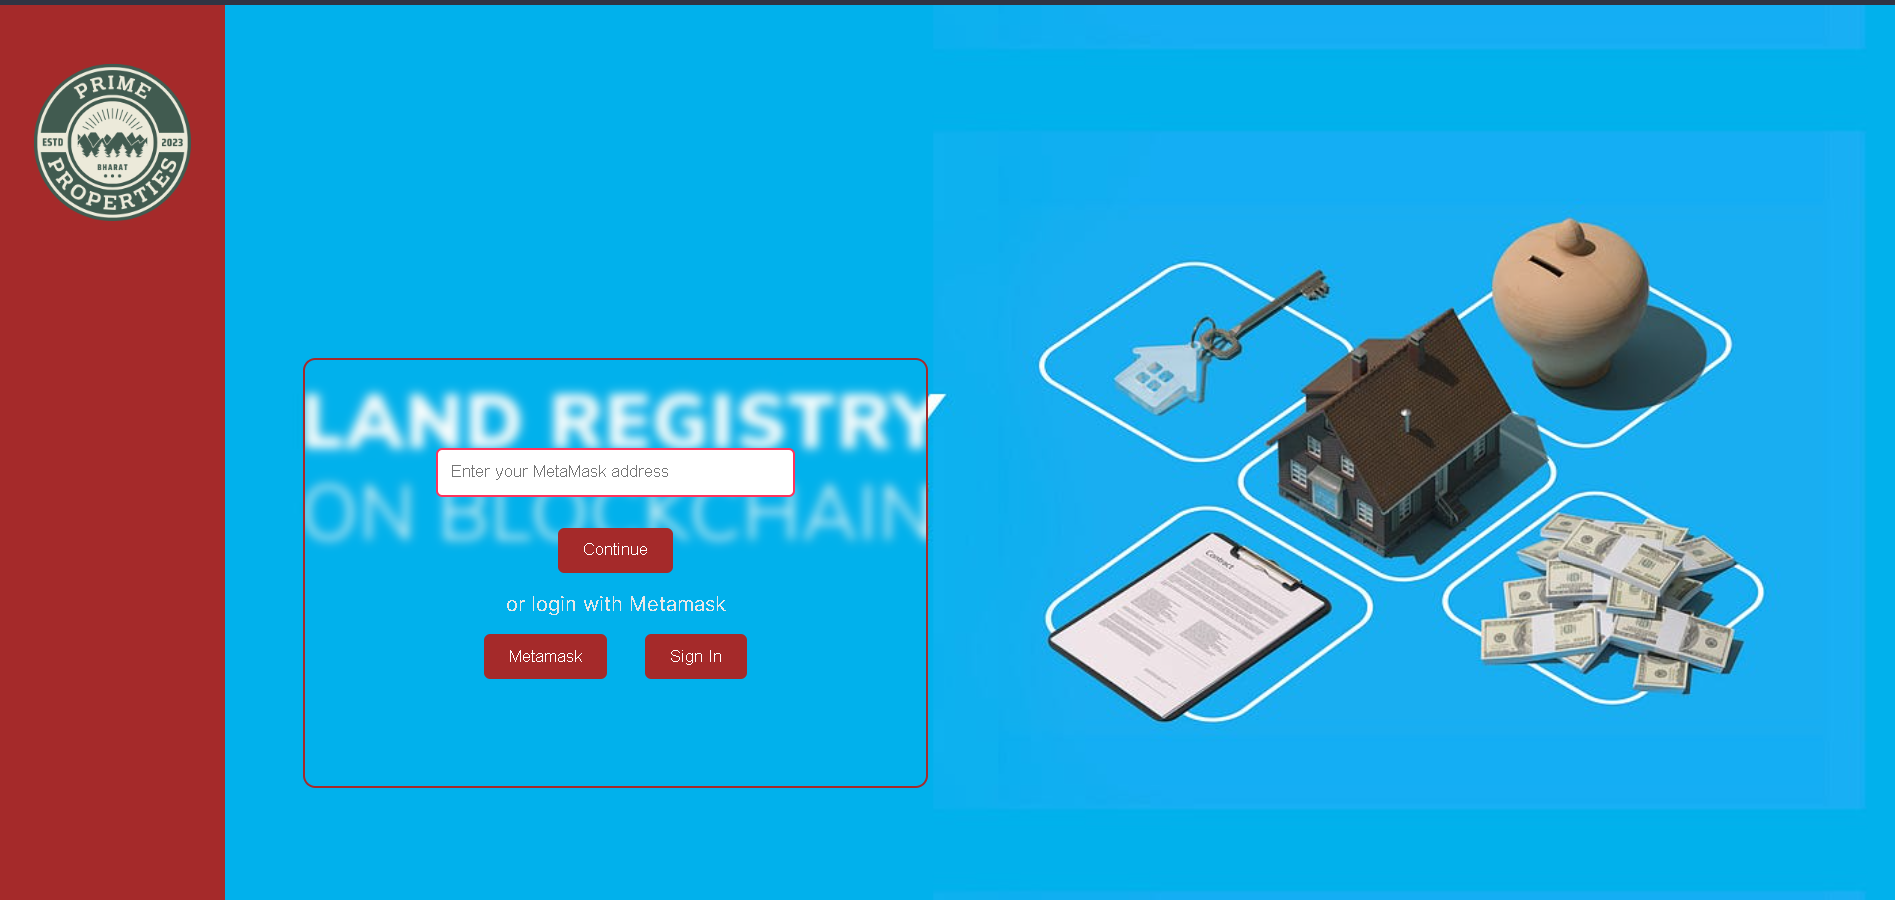 PRIME
ESTD 2023
BHARAT
PROPERTIES
LAND REGISTRY
Enter your MetaMask address
ON BLOCKCHAIN
Continue
or login with Metamask
Metamask Sign In
Contract